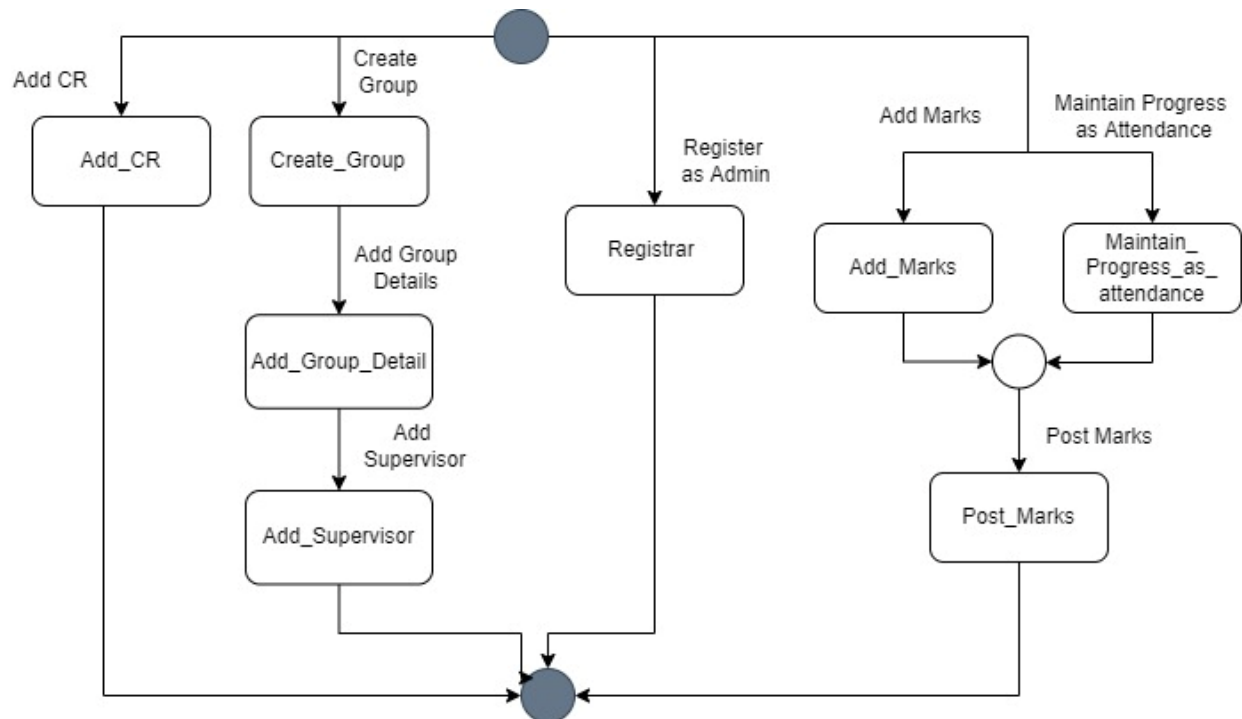 Add CR
Create
Group
Add_CR
Create_Group
Register
as Admin
Add Marks
Maintain Progress
as Attendance
Add Group
Details
Registrar
Add_Marks
Maintain_
Progress_as_
attendance
Add_Group_Detail
Add
Supervisor
Post Marks
Add_Supervisor
Post_Marks